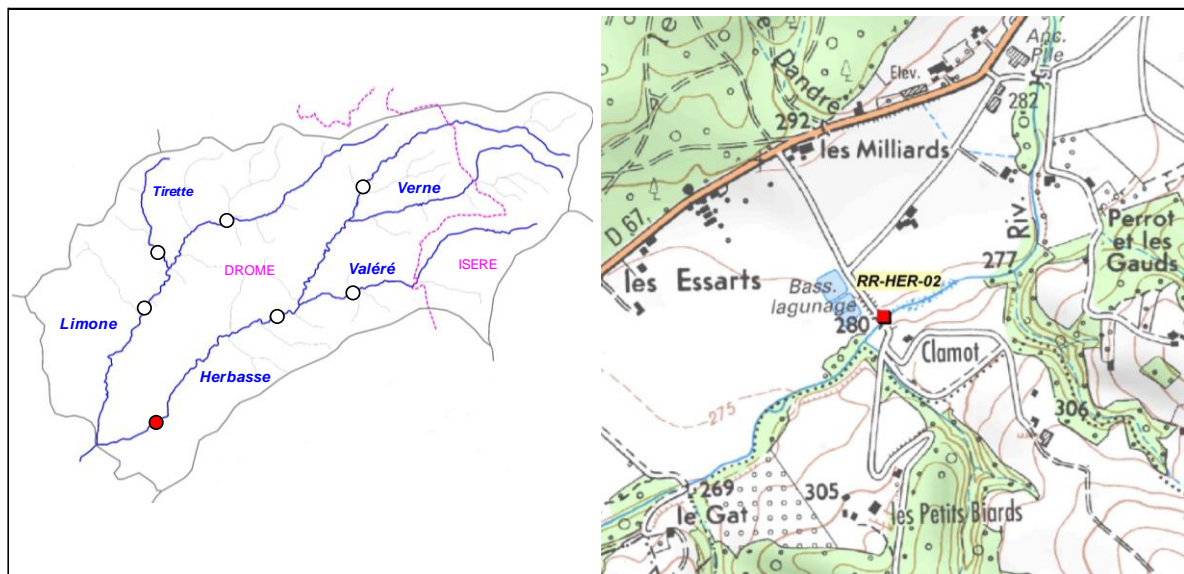 Tirette
Verne
DROME
Valéré
ISERE
Limone
Herbasse
Dandré
Anc.
Pile
Elev.
282
292
les Milliards
D 67
Riv.
Perrot
et les
Gauds
277
les Essarts
RR-HER-02
Bass.
lagunage
280
Clamot
275
306
269
305
le Gat
les Petits Biards